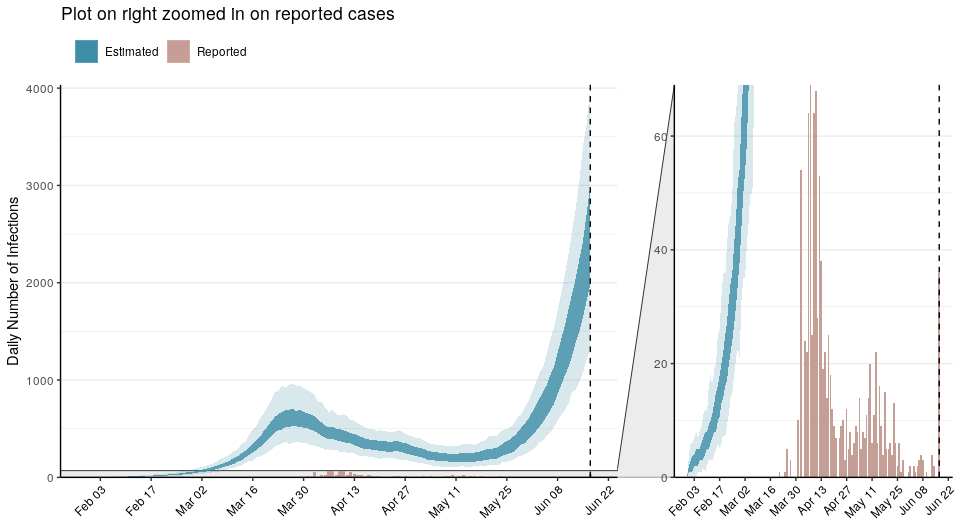 Plot on right zoomed in on reported cases
Estimated Reported
Daily Number of Infections
4000
3000
2000
1000
0
Feb 03 Feb 17 Mar 02 Mar 16 Mar 30 Apr 13 Apr 27 May 11 May 25 Jun 08 Jun 22
60
40
20
0
Feb 03 Feb 17 Mar 02 Mar 16 Mar 30 Apr 13 Apr 27 May 11 May 25 Jun 08 Jun 22